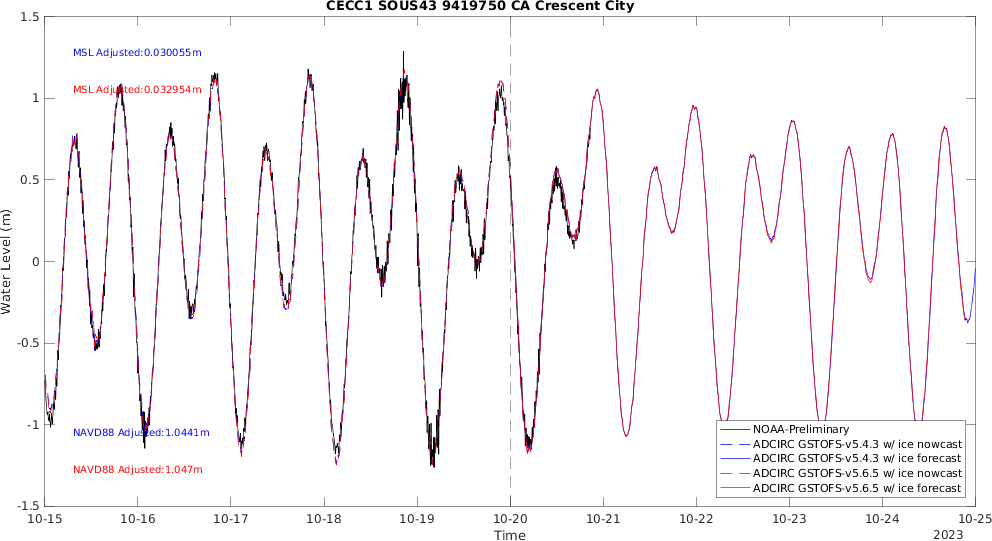 CECC1 SOUS43 9419750 CA Crescent City
1.5
1
0.5
0
-0.5
-1
-1.5
Water Level (m)
MSL Adjusted:0.030055m
MSL Adjusted:0.032954m
NAVD88 Adjusted:1.0441m
NAVD88 Adjusted:1.047m
NOAA-Preliminary
ADCIRC GSTOFS-v5.4.3 w/ ice nowcast
ADCIRC GSTOFS-v5.4.3 w/ ice forecast
ADCIRC GSTOFS-v5.6.5 w/ ice nowcast
ADCIRC GSTOFS-v5.6.5 w/ ice forecast
10-15 10-16 10-17 10-18 10-19 10-20 10-21 10-22 10-23 10-24 10-25
Time
2023